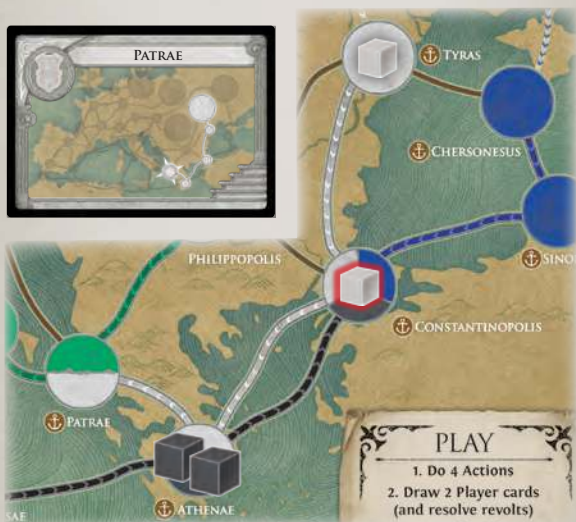 PATRAE
TYRAS
CHERSONESUS
PHILIPPOPOLIS
SINO
CONSTANTINOPOLIS
PATRAE
ATHENAE
SAE
PLAY
1. Do 4 Actions
2. Draw 2 Player cards
(and resolve revolts)